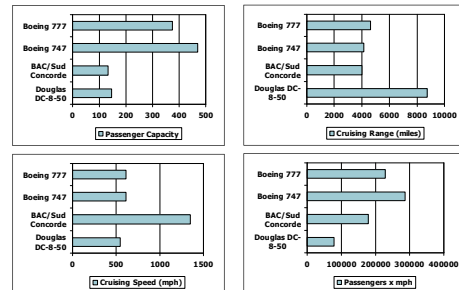 Boeing 777
Boeing 747
BAC/Sud
Concorde
Douglas
DC-8-50
0 100 200 300 400 500
Passenger Capacity
Boeing 777
Boeing 747
BAC/Sud
Concorde
Douglas DC-
8-50
0 2000 4000 6000 8000 10000
Cruising Range (miles)
Boeing 777
Boeing 747
BAC/Sud
Concorde
Douglas
DC-8-50
0 500 1000 1500
Cruising Speed (mph)
Boeing 777
Boeing 747
BAC/Sud
Concorde
Douglas DC-
8-50
0 100000 200000 300000 400000
Passengers x mph